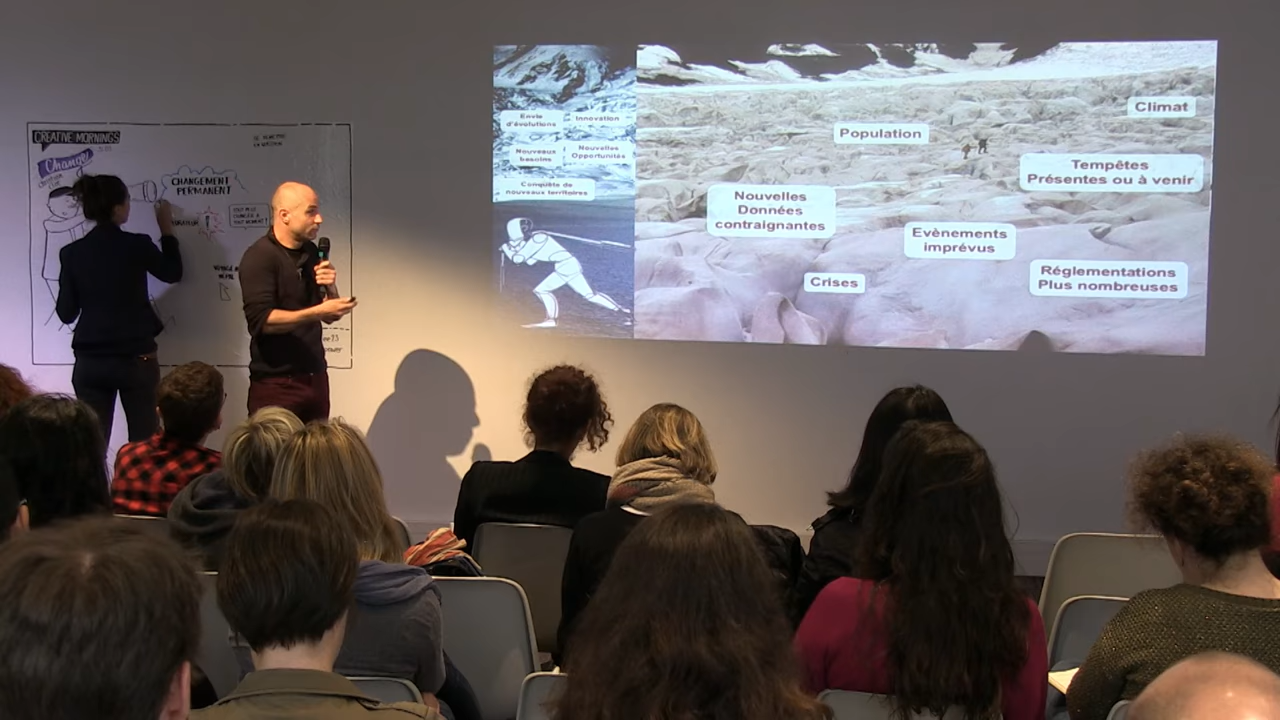 CREATIVE MORNINGS
Change
CHANGEMENT
PERMANENT
Envie
d'évolutions
Innovation
Nouveaux
besoins
Nouvelles
Opportunités
Conquête de
nouveaux territoires
Climat
Population
Tempêtes
Présentes ou à venir
Nouvelles
Données
contraignantes
Evènements
imprévus
Crises
Réglementations
Plus nombreuses